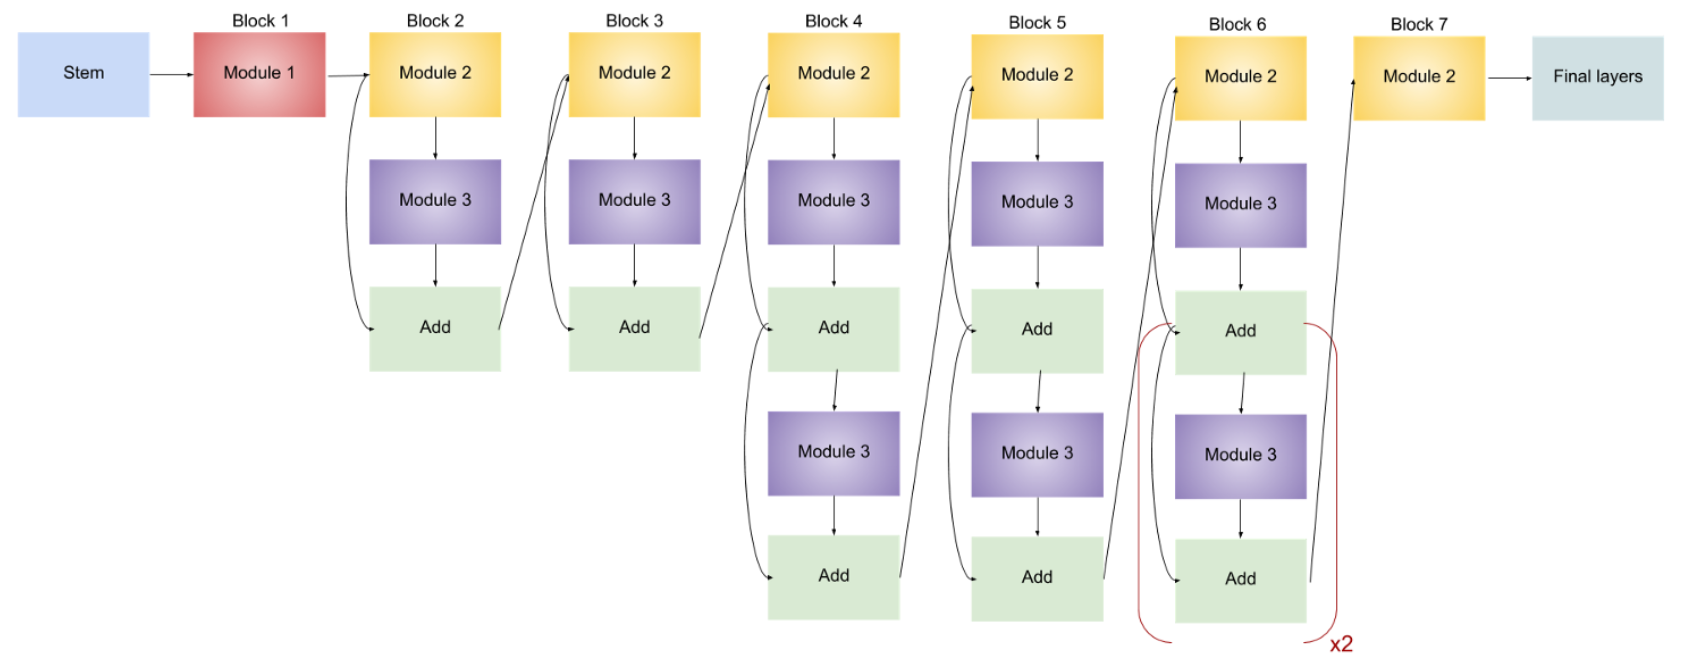 Block 1
Block 2
Block 3
Block 4
Block 5
Block 6
Block 7
Stem
Module 1
Module 2
Module 2
Module 2
Module 2
Module 2
Module 2
Final layers
Module 3
Module 3
Module 3
Module 3
Module 3
Add
Add
Add
Add
Add
Module 3
Module 3
Module 3
Add
Add
Add
x2